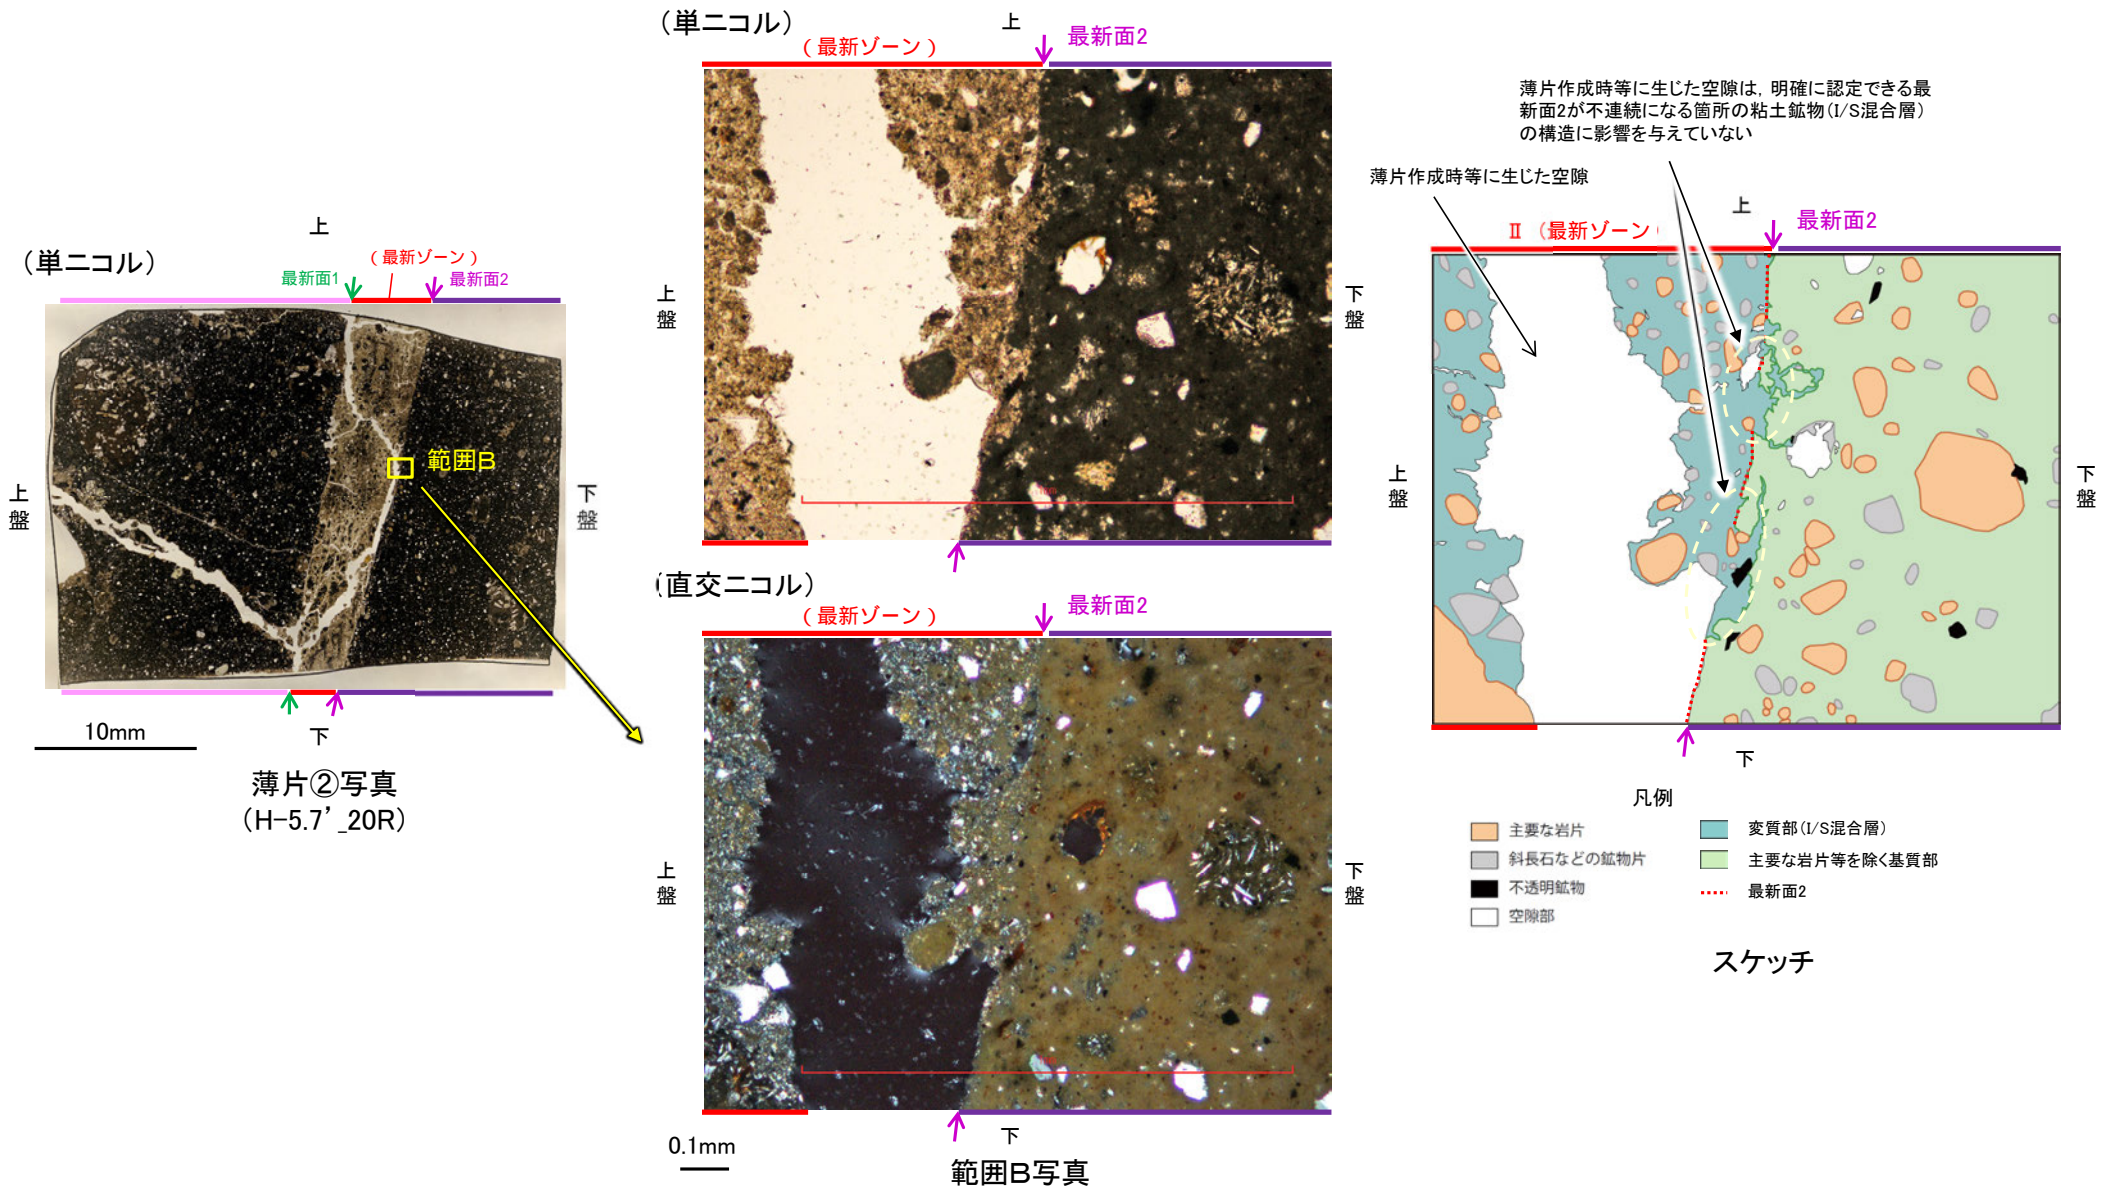 （単ニコル）
上
（最新ゾーン）
最新面1
最新面2
上盤
下盤
範囲B
10mm
下
薄片②写真
（H-5.7’_20R）
（単ニコル）
上
（最新ゾーン）
最新面2
上盤
下盤
（直交ニコル）
（最新ゾーン）
最新面2
上盤
下盤
下
0.1mm
範囲B写真
薄片作成時等に生じた空隙は，明確に認定できる最
新面2が不連続になる箇所の粘土鉱物（I/S混合層）
の構造に影響を与えていない
薄片作成時等に生じた空隙
上
Ⅱ （最新ゾーン
最新面2
上盤
下盤
下
凡例
主要な岩片
斜長石などの鉱物片
不透明鉱物
空隙部
変質部（I/S混合層）
主要な岩片等を除く基質部
最新面2
スケッチ